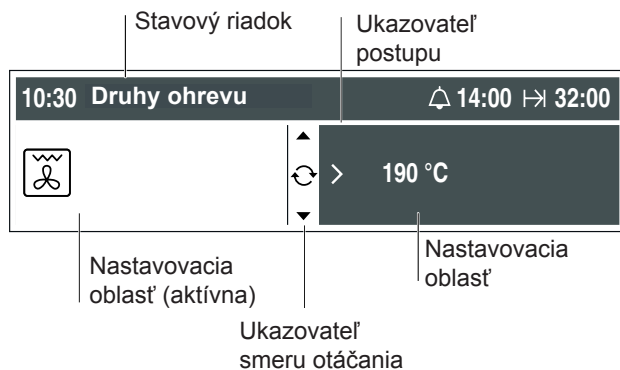 Stavový riadok
Ukazovateľ
postupu
10:30 Druhy ohrevu 14:00 32:00
190 °C
Nastavovacia
oblasť (aktívna)
Nastavovacia
oblasť
Ukazovateľ
smeru otáčania